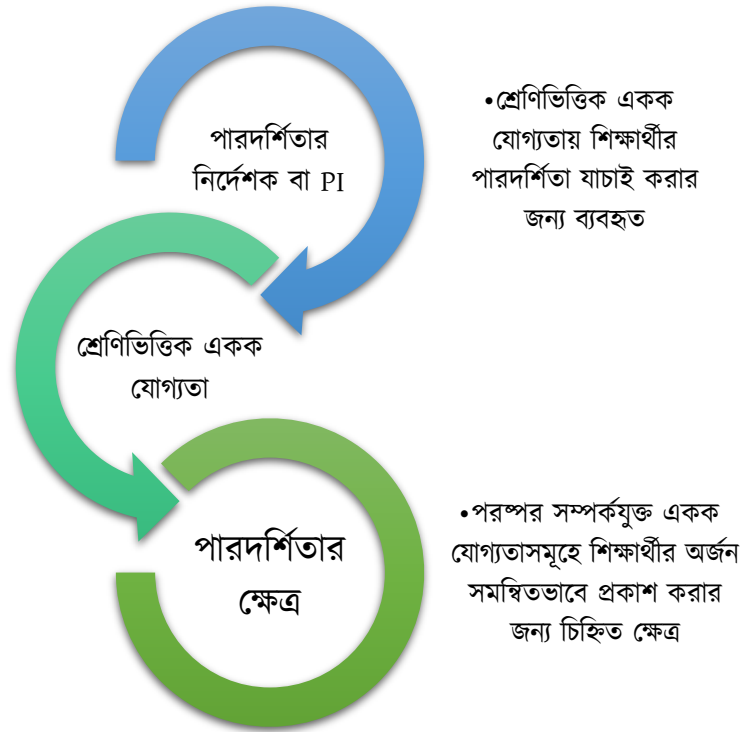 পারদর্শিতার
নির্দেশক বা PI
•শ্রেণিভিত্তিক একক
যোগ্যতায় শিক্ষার্থীর
পারদর্শিতা যাচাই করার
জন্য ব্যবহৃত
শ্রেণিভিত্তিক একক
যোগ্যতা
পারদর্শিতার
ক্ষেত্র
•পরষ্পর সম্পর্কযুক্ত একক
যোগ্যতাসমূহে শিক্ষার্থীর অর্জন
সমন্বিতভাবে প্রকাশ করার
জন্য চিহ্নিত ক্ষেত্র